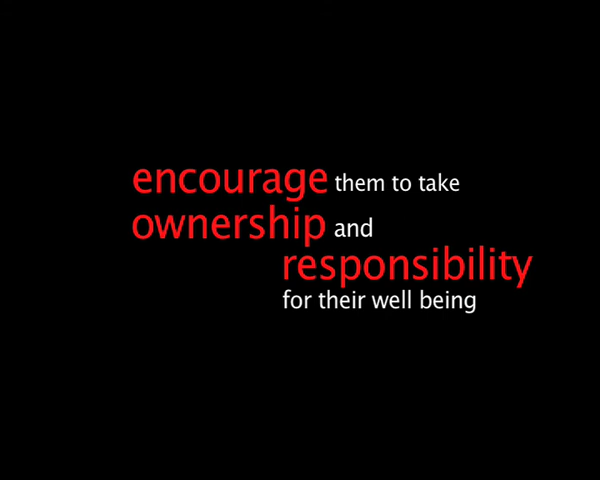 encourage them to take
ownership and
responsibility
for their well being